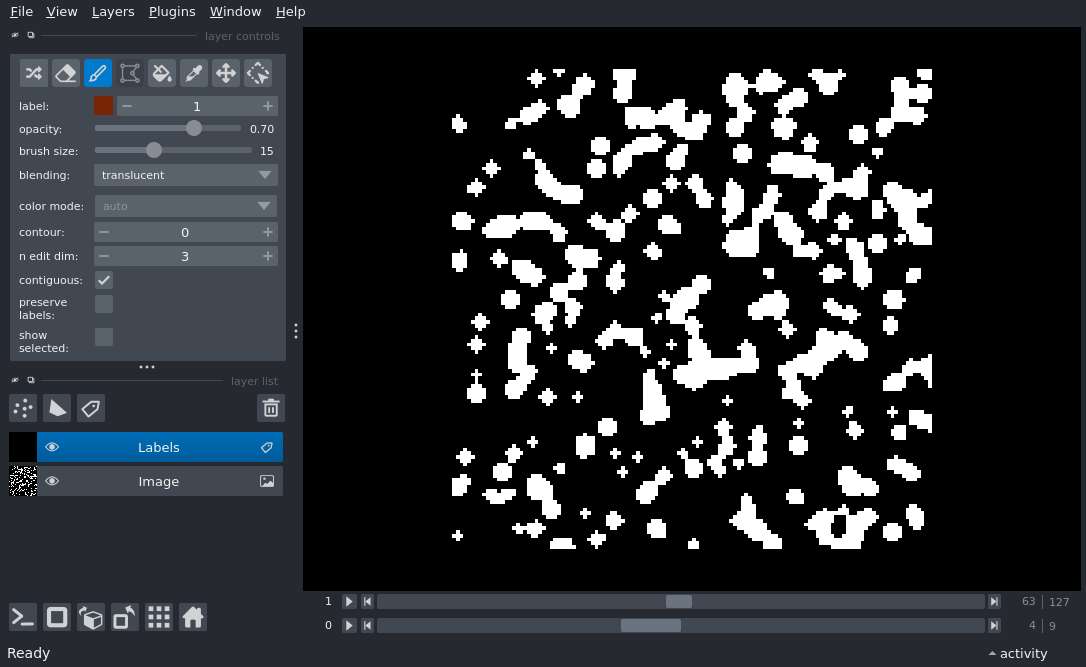 File View Layers Plugins Window Help
layer controls
label: 1
opacity: 0.70
brush size: 15
blending: translucent
color mode: auto
contour: 0
n edit dim: 3
contiguous:
preserve
labels:
show
selected:
layer list
Labels
Image
1 63 127
0 4 9
Ready activity